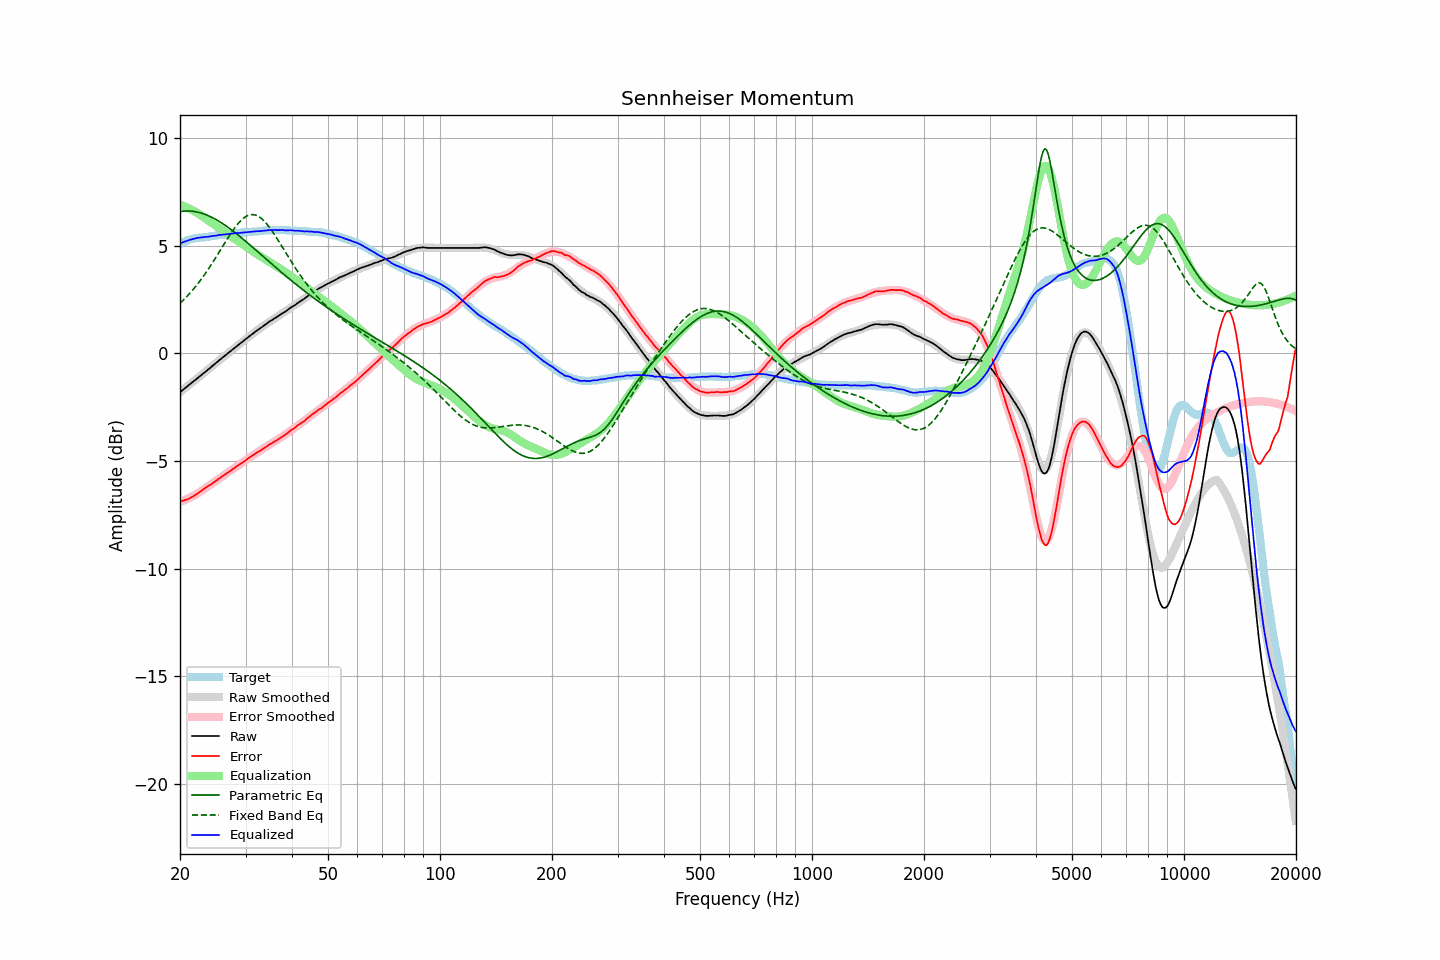 Sennheiser Momentum
Amplitude (dBr)
10
5
0
−5
−10
−15
−20
Target
Raw Smoothed
Error Smoothed
Raw
Error
Equalization
Parametric Eq
Fixed Band Eq
Equalized
20 50 100 200 500 1000 2000 5000 10000 20000
Frequency (Hz)